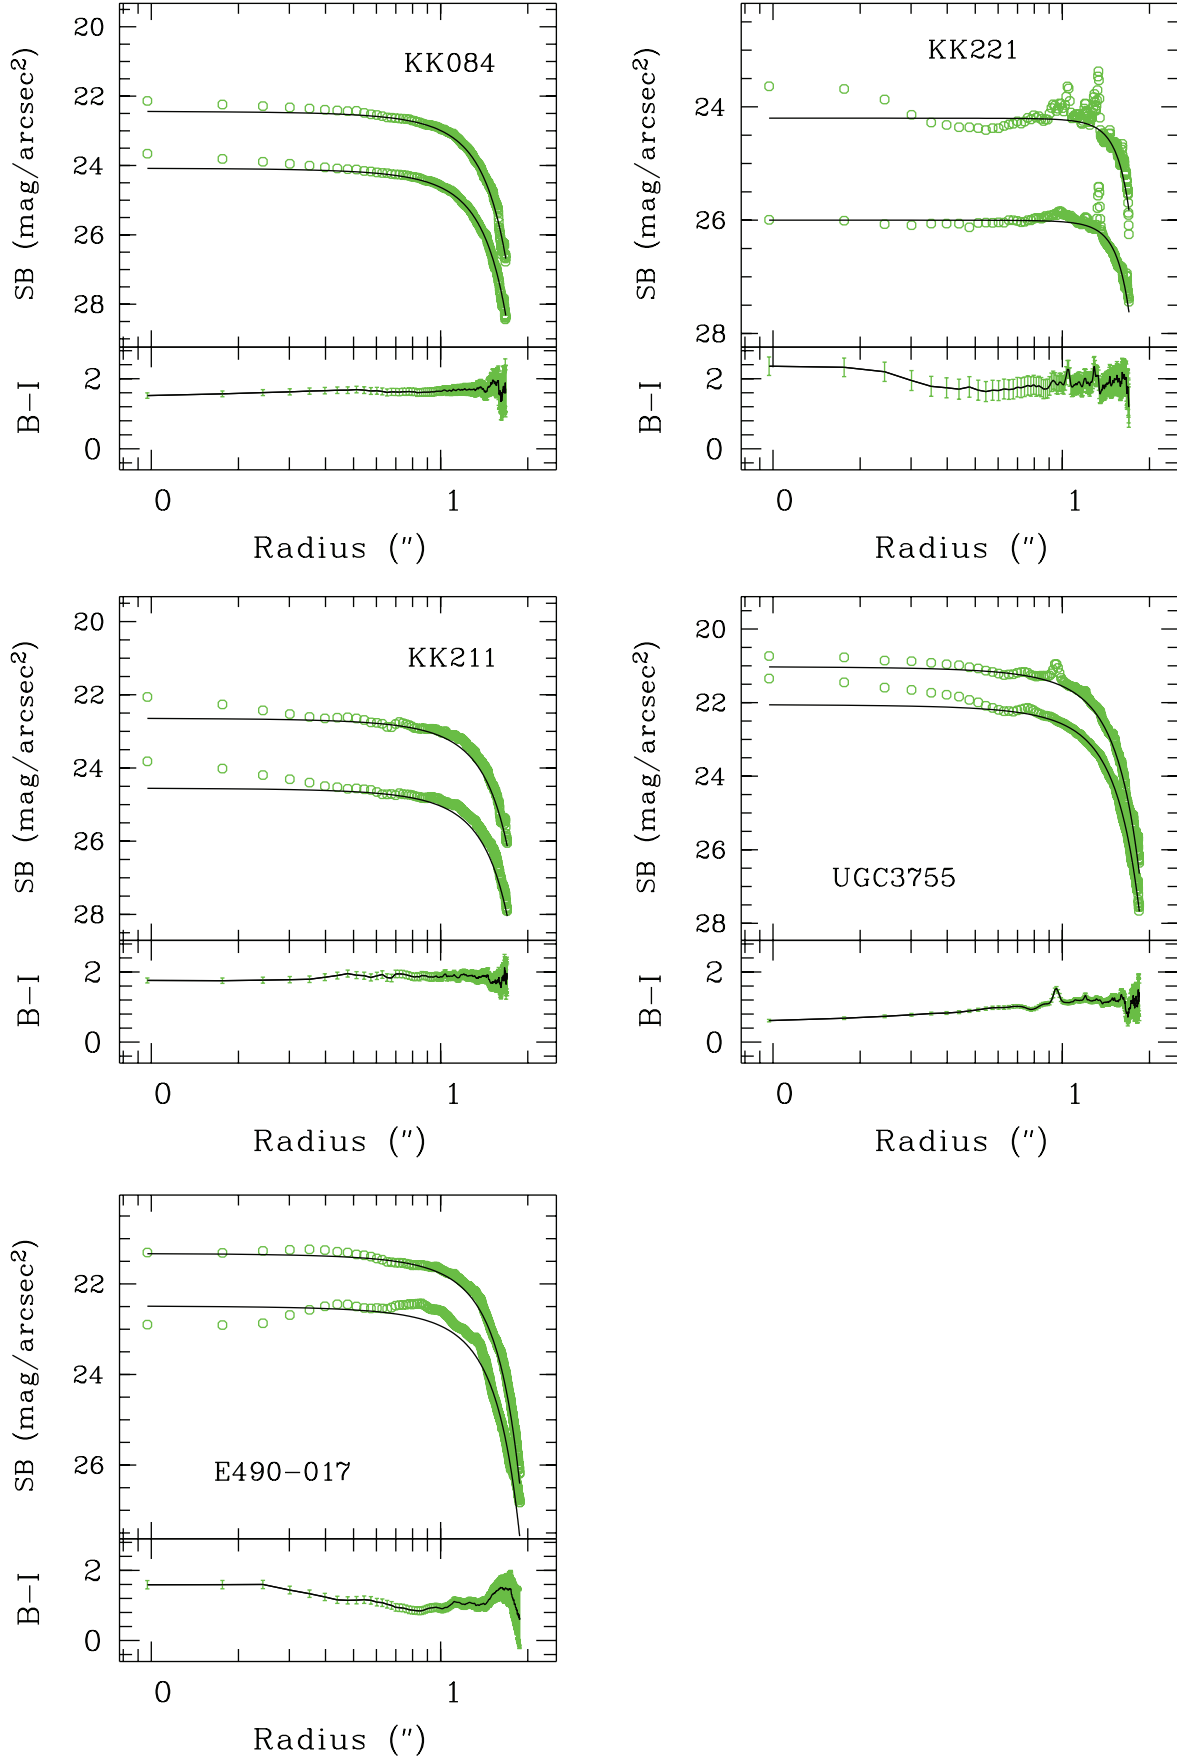 KK084
SB (mag/arcsec²)
20
22
24
26
28
B−I
2
0
0 1
Radius (″)
KK221
SB (mag/arcsec²)
24
26
28
B−I
2
0
0 1
Radius (″)
KK211
SB (mag/arcsec²)
20
22
24
26
28
B−I
2
0
0 1
Radius (″)
UGC3755
SB (mag/arcsec²)
20
22
24
26
28
B−I
2
0
0 1
Radius (″)
E490−017
SB (mag/arcsec²)
22
24
26
B−I
2
0
0 1
Radius (″)